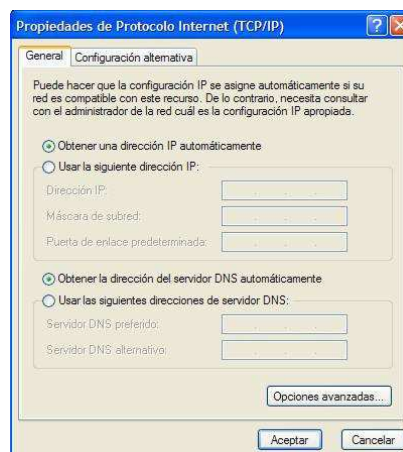 Propiedades de Protocolo Internet (TCP/IP)
General
Configuración alternativa
Puede hacer que la configuración IP se asigne automáticamente si su
red es compatible con este recurso. De lo contrario, necesita consultar
con el administrador de la red cuál es la configuración IP apropiada.
Obtener una dirección IP automáticamente
Usar la siguiente dirección IP:
Dirección IP:
Máscara de subred:
Puerta de enlace predeterminada:
Obtener la dirección del servidor DNS automáticamente
Usar las siguientes direcciones de servidor DNS:
Servidor DNS preferido:
Servidor DNS alternativo:
Opciones avanzadas...
Aceptar
Cancelar